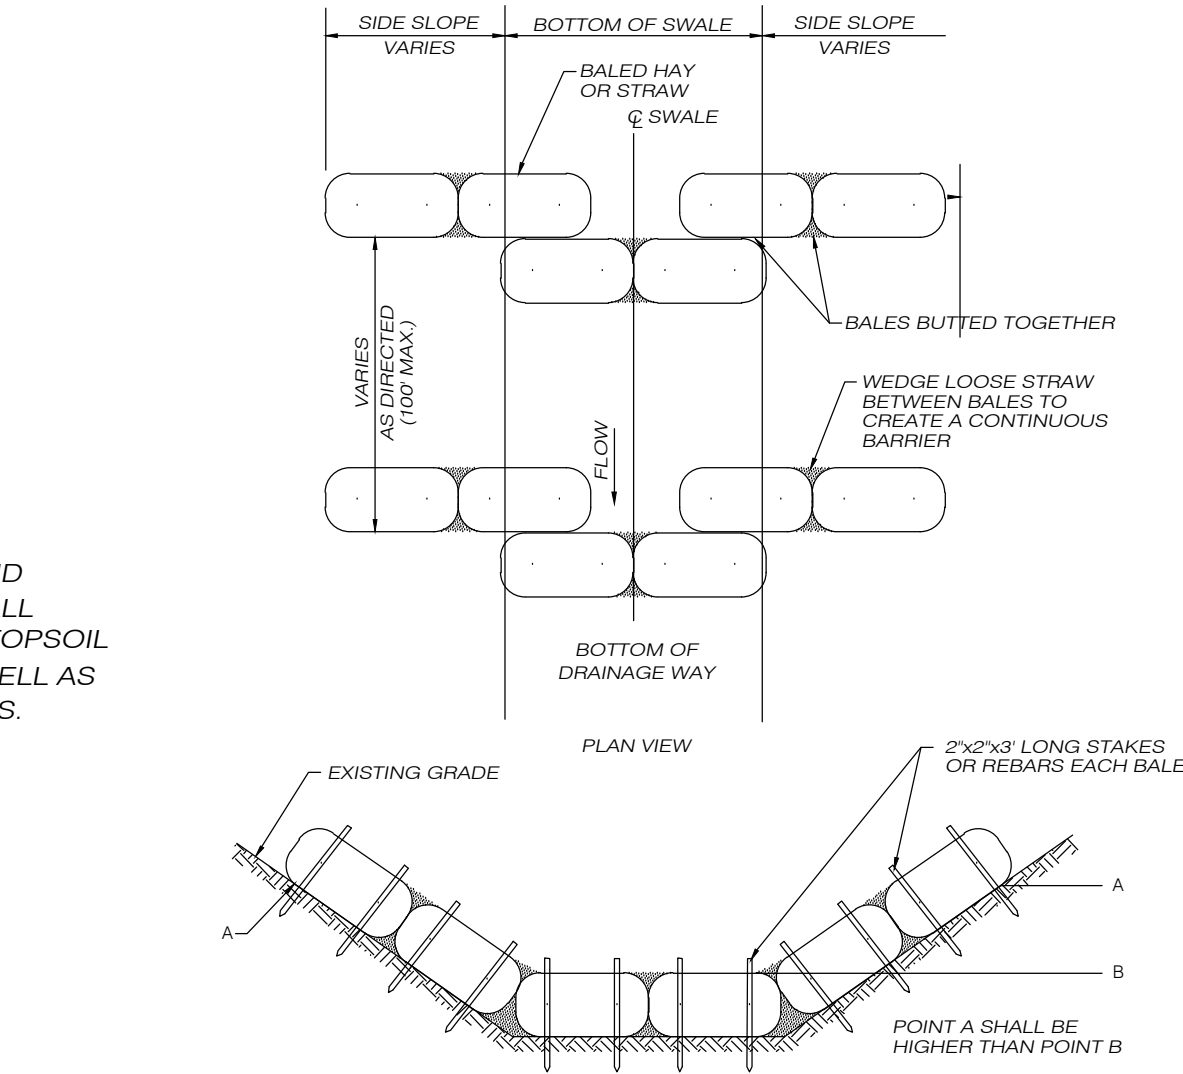 SIDE SLOPE
VARIES
BOTTOM OF SWALE
SIDE SLOPE
VARIES
BALED HAY
OR STRAW
℄ SWALE
BALES BUTTED TOGETHER
VARIES
AS DIRECTED
(100' MAX.)
WEDGE LOOSE STRAW
BETWEEN BALES TO
CREATE A CONTINUOUS
BARRIER
FLOW
TOPSOIL
AS
S.
BOTTOM OF
DRAINAGE WAY
PLAN VIEW
2"x2"x3' LONG STAKES
OR REBARS EACH BALE
EXISTING GRADE
A
A
B
POINT A SHALL BE
HIGHER THAN POINT B